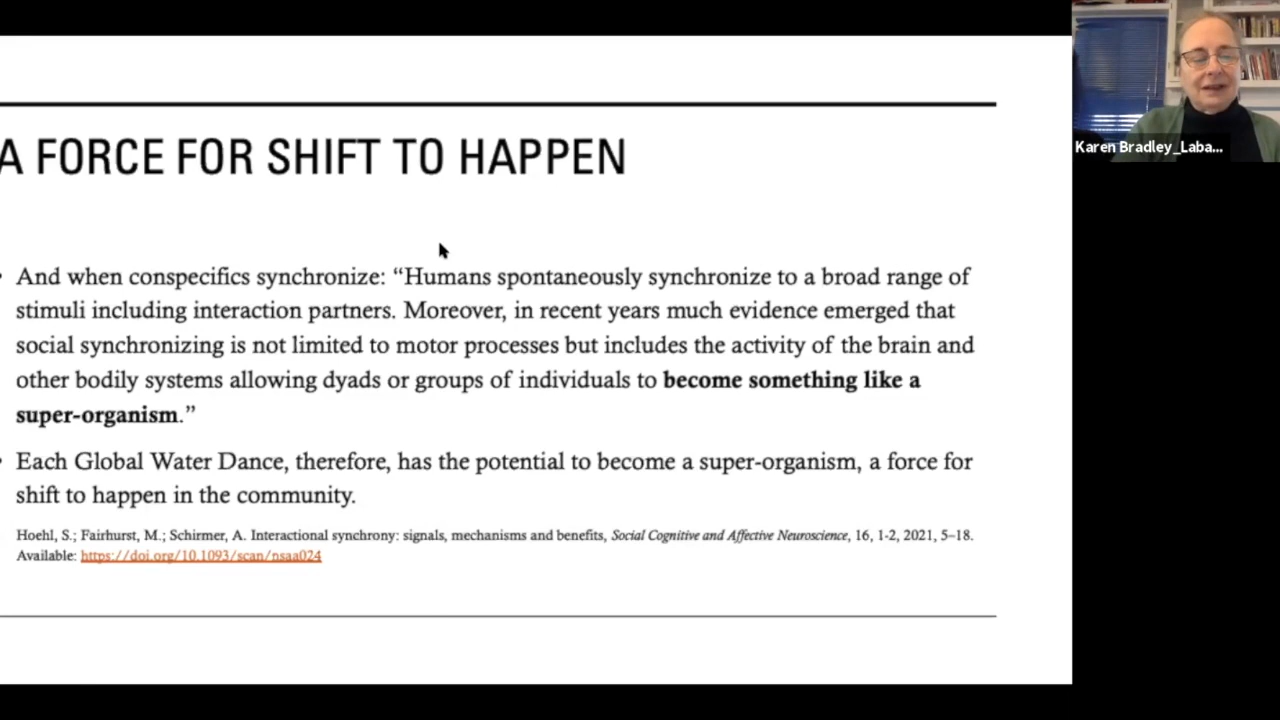 A FORCE FOR SHIFT TO HAPPEN
And when conspecifics synchronize: “Humans spontaneously synchronize to a broad range of
stimuli including interaction partners. Moreover, in recent years much evidence emerged that
social synchronizing is not limited to motor processes but includes the activity of the brain and
other bodily systems allowing dyads or groups of individuals to become something like a
super-organism.”
Each Global Water Dance, therefore, has the potential to become a super-organism, a force for
shift to happen in the community.
Hoehl, S.; Fairhurst, M.; Schirmer, A. Interactional synchrony: signals, mechanisms and benefits, Social Cognitive and Affective Neuroscience, 16, 1-2, 2021, 5–18.
Available: https://doi.org/10.1093/scan/nsaa024
Karen Bradley_Laba...